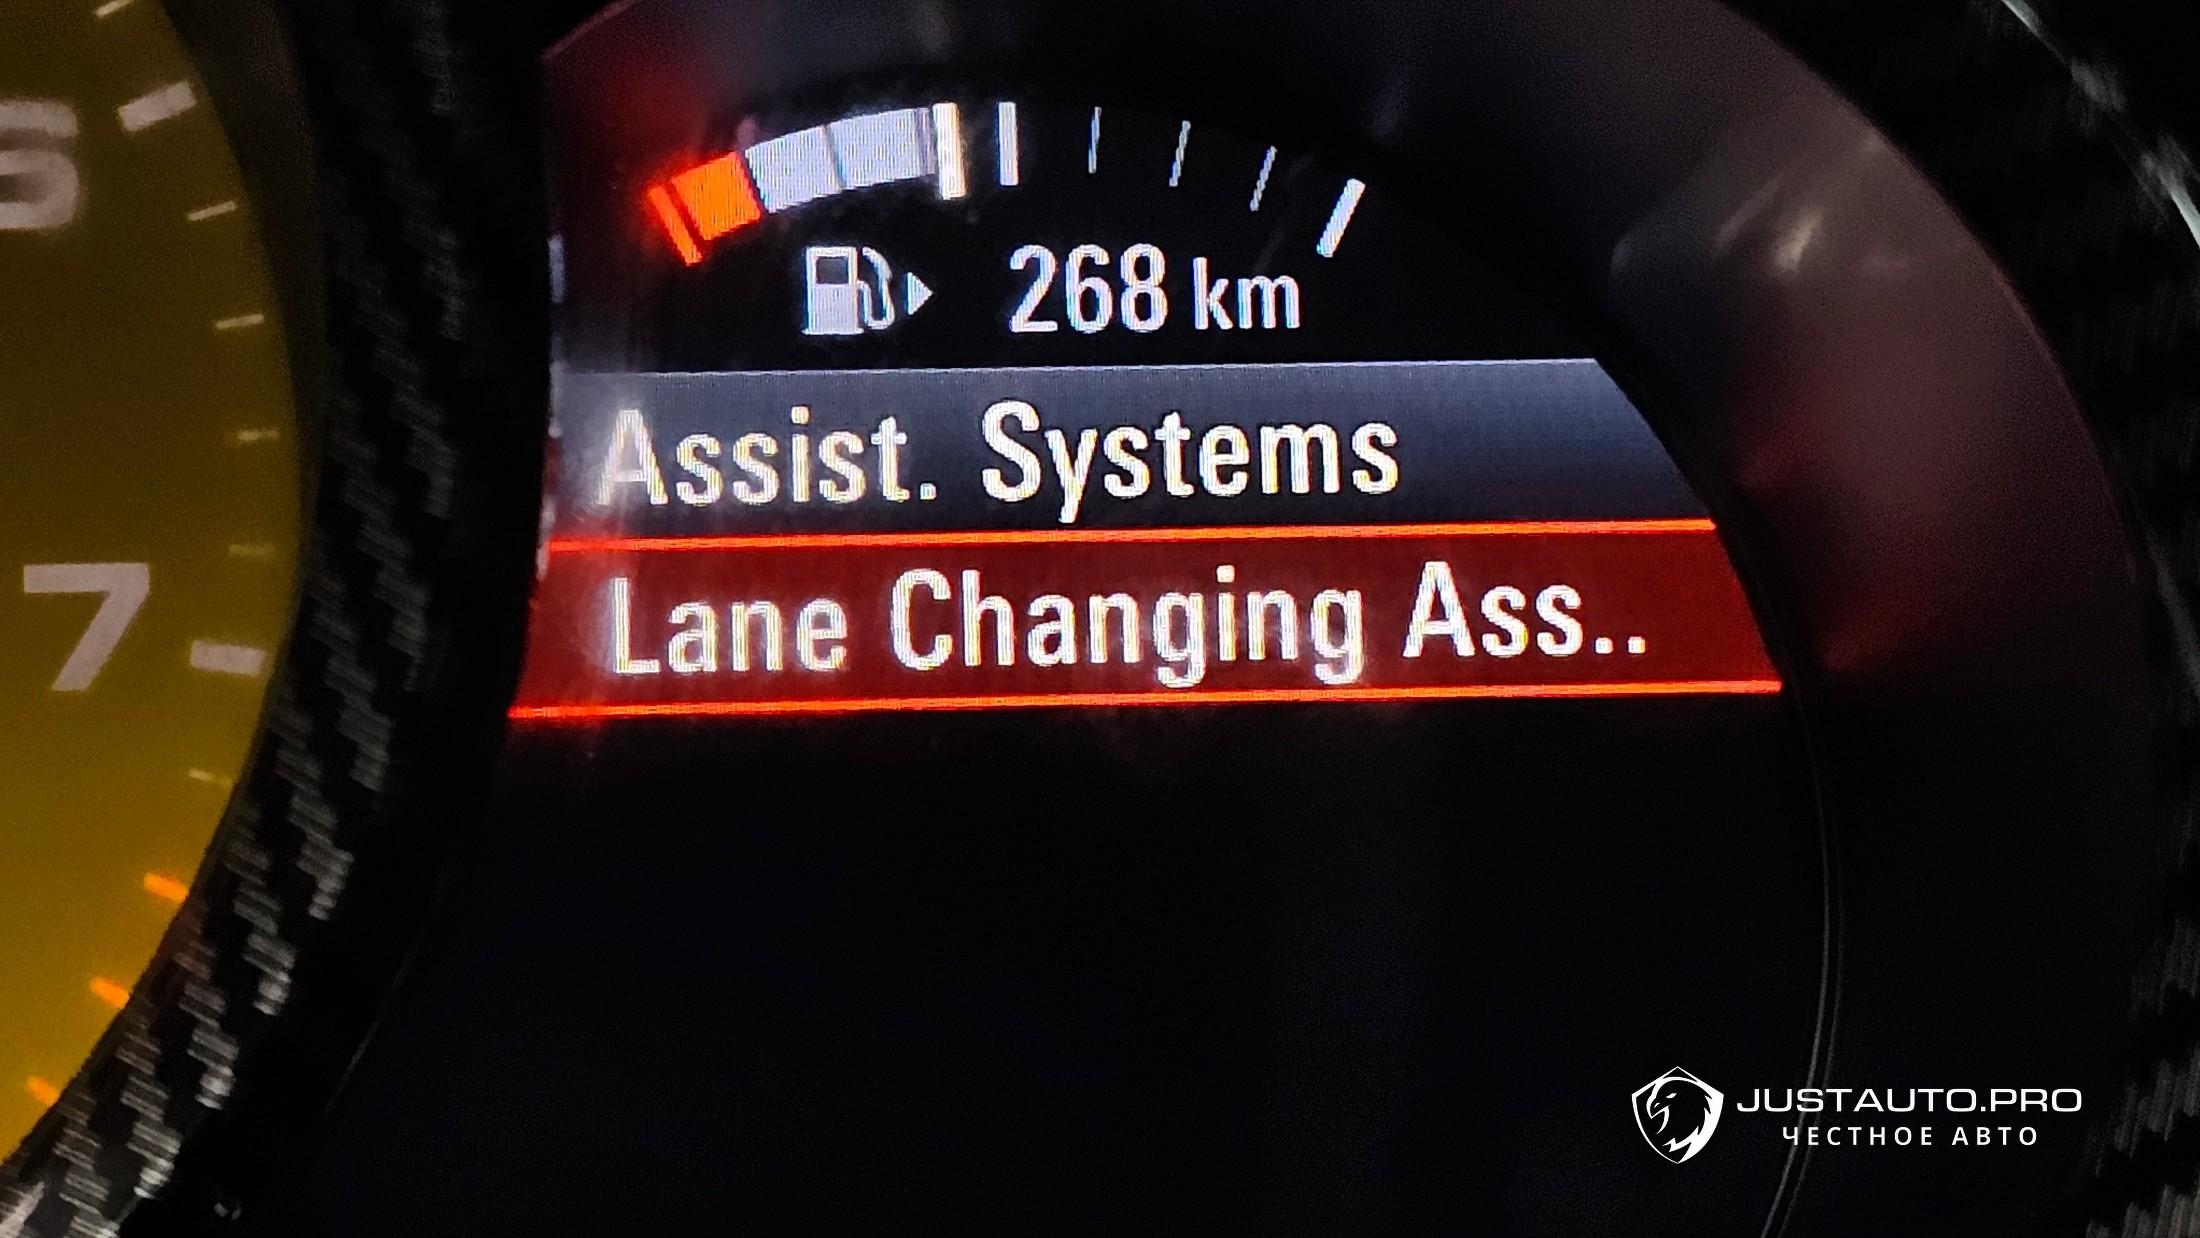 6
268 km
Assist. Systems
Lane Changing Ass..
7
JUSTAUTO.PRO
ЧЕСТНОЕ АВТО